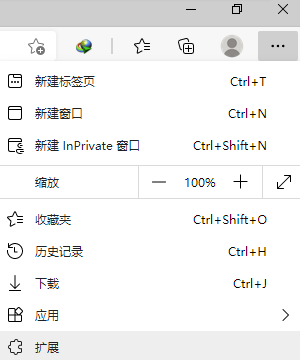 新建标签页 Ctrl+T
新建窗口 Ctrl+N
新建 InPrivate 窗口 Ctrl+Shift+N
缩放 — 100% +
收藏夹 Ctrl+Shift+O
历史记录 Ctrl+H
下载 Ctrl+J
应用
扩展